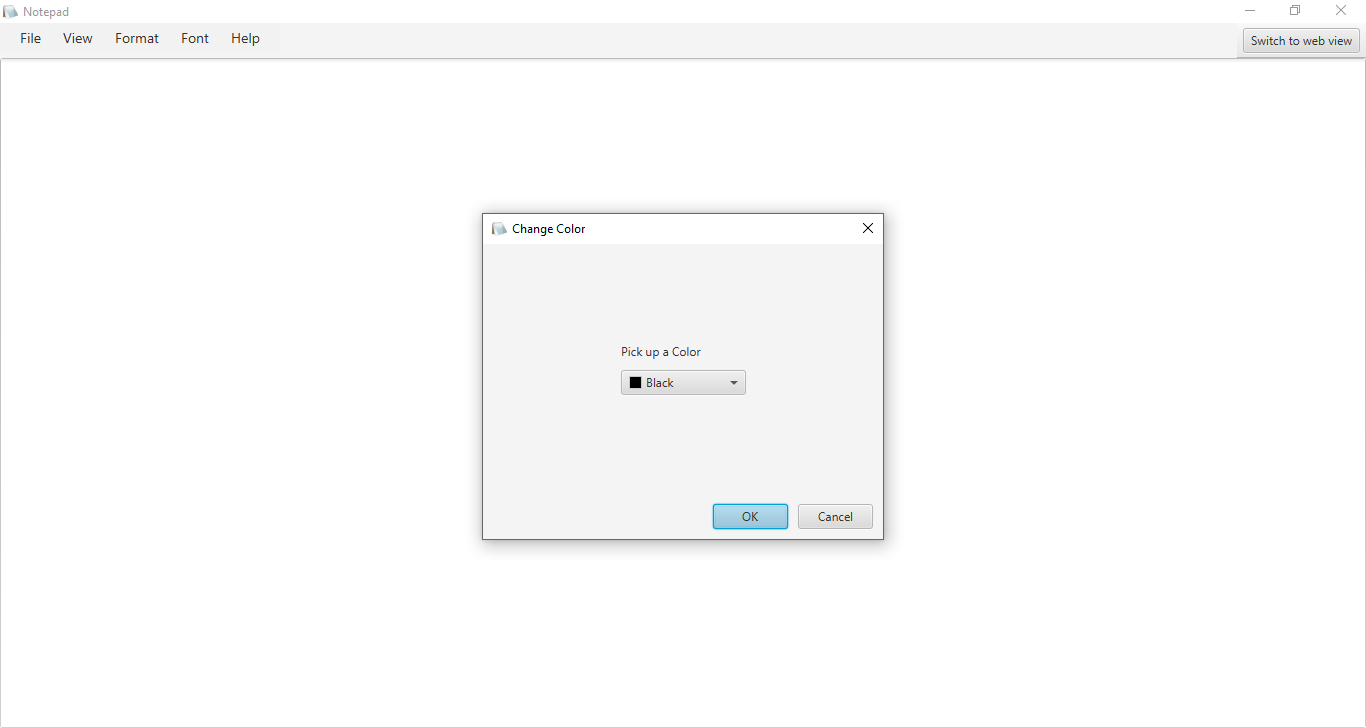 Notepad
File View Format Font Help
Switch to web view
Change Color
Pick up a Color
Black
OK Cancel